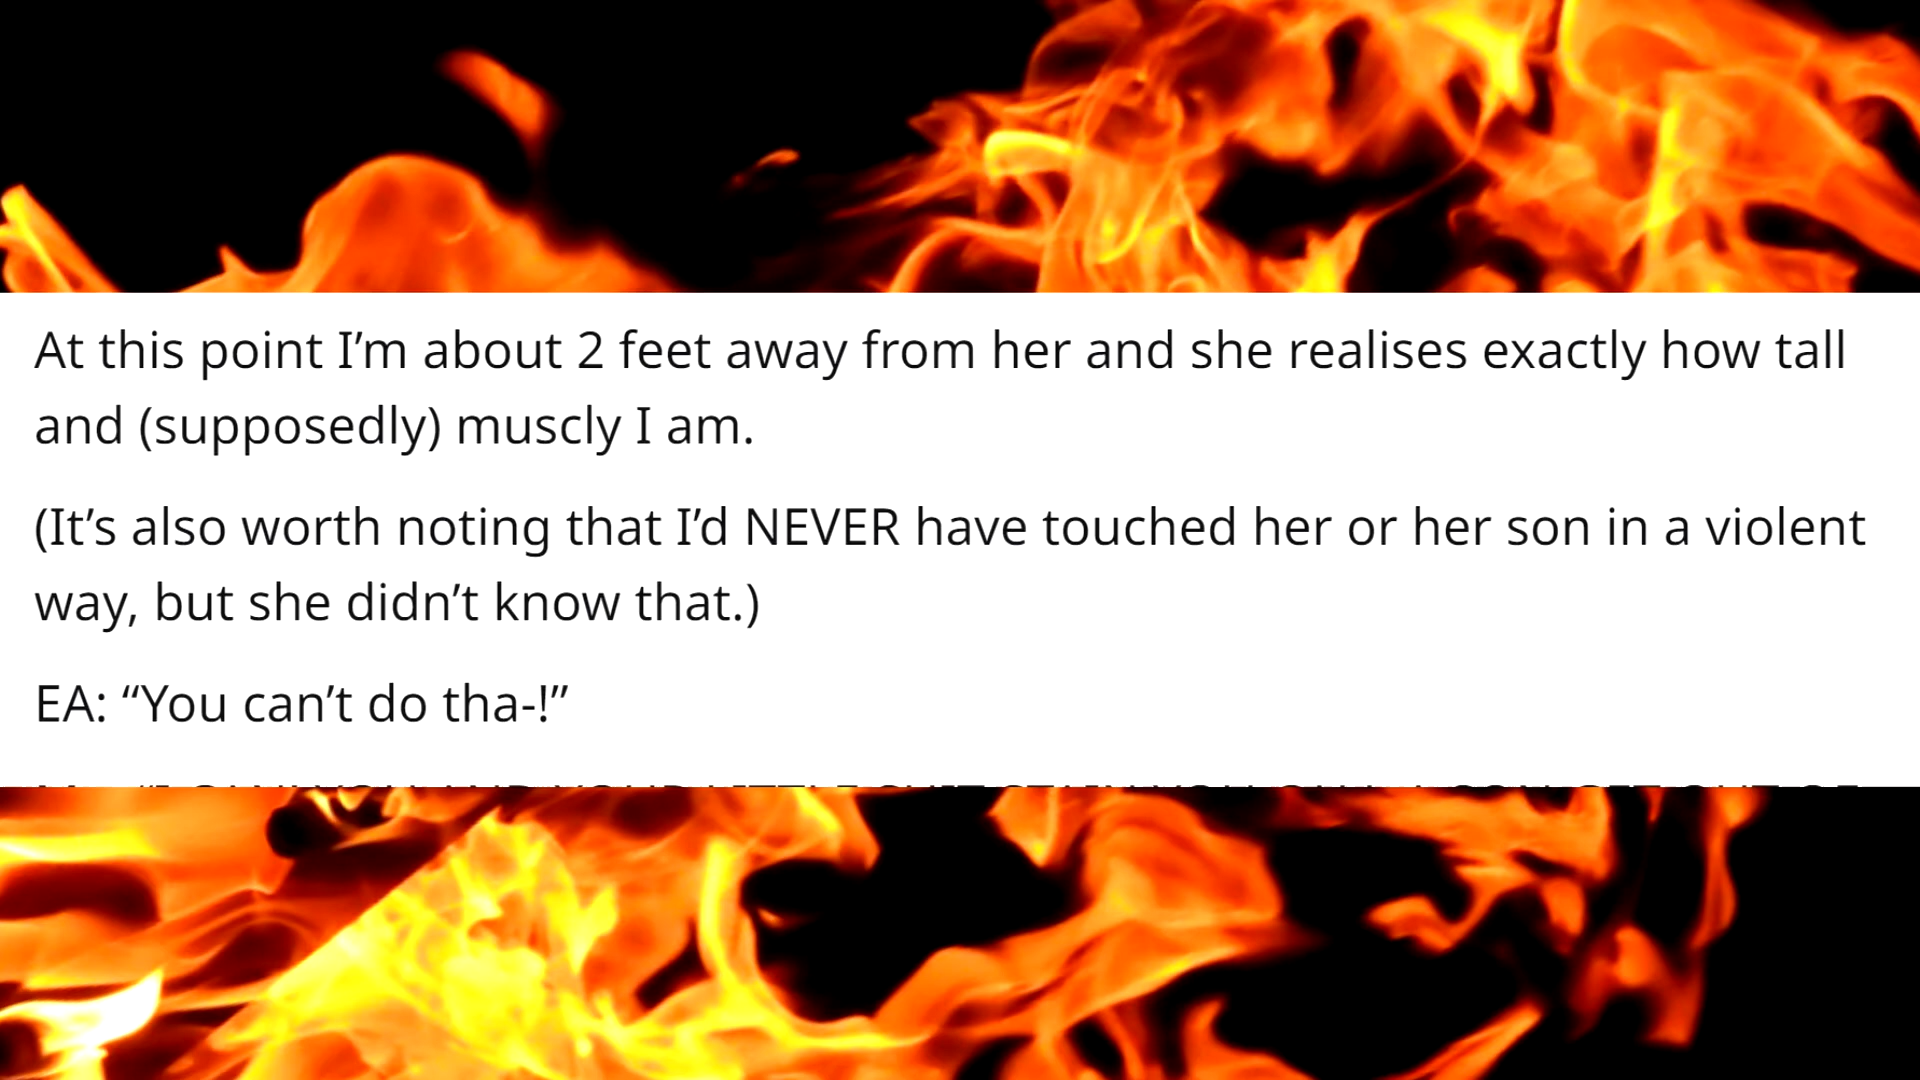 At this point I’m about 2 feet away from her and she realises exactly how tall
and (supposedly) muscly I am.
(It’s also worth noting that I’d NEVER have touched her or her son in a violent
way, but she didn’t know that.)
EA: “You can’t do tha-!”